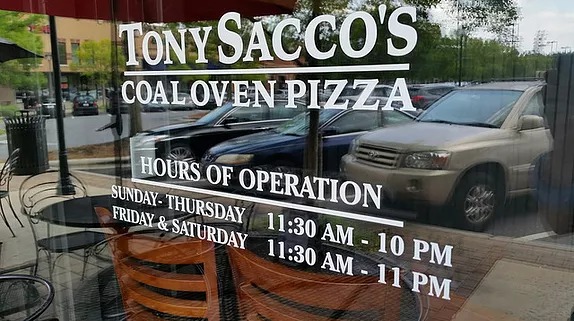 TONY SACCO'S
COAL OVEN PIZZA
HOURS OF OPERATION
SUNDAY - THURSDAY 11:30 AM - 10 PM
FRIDAY & SATURDAY 11:30 AM - 11 PM